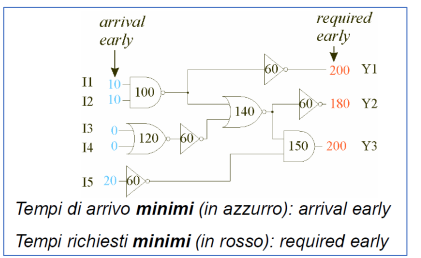 arrival early
required early
I1 10
I2 10
100
60
200 Y1
I3 0
I4 0
120
60
140
60
180 Y2
150
200 Y3
I5 20
60
Tempi di arrivo minimi (in azzurro): arrival early
Tempi richiesti minimi (in rosso): required early